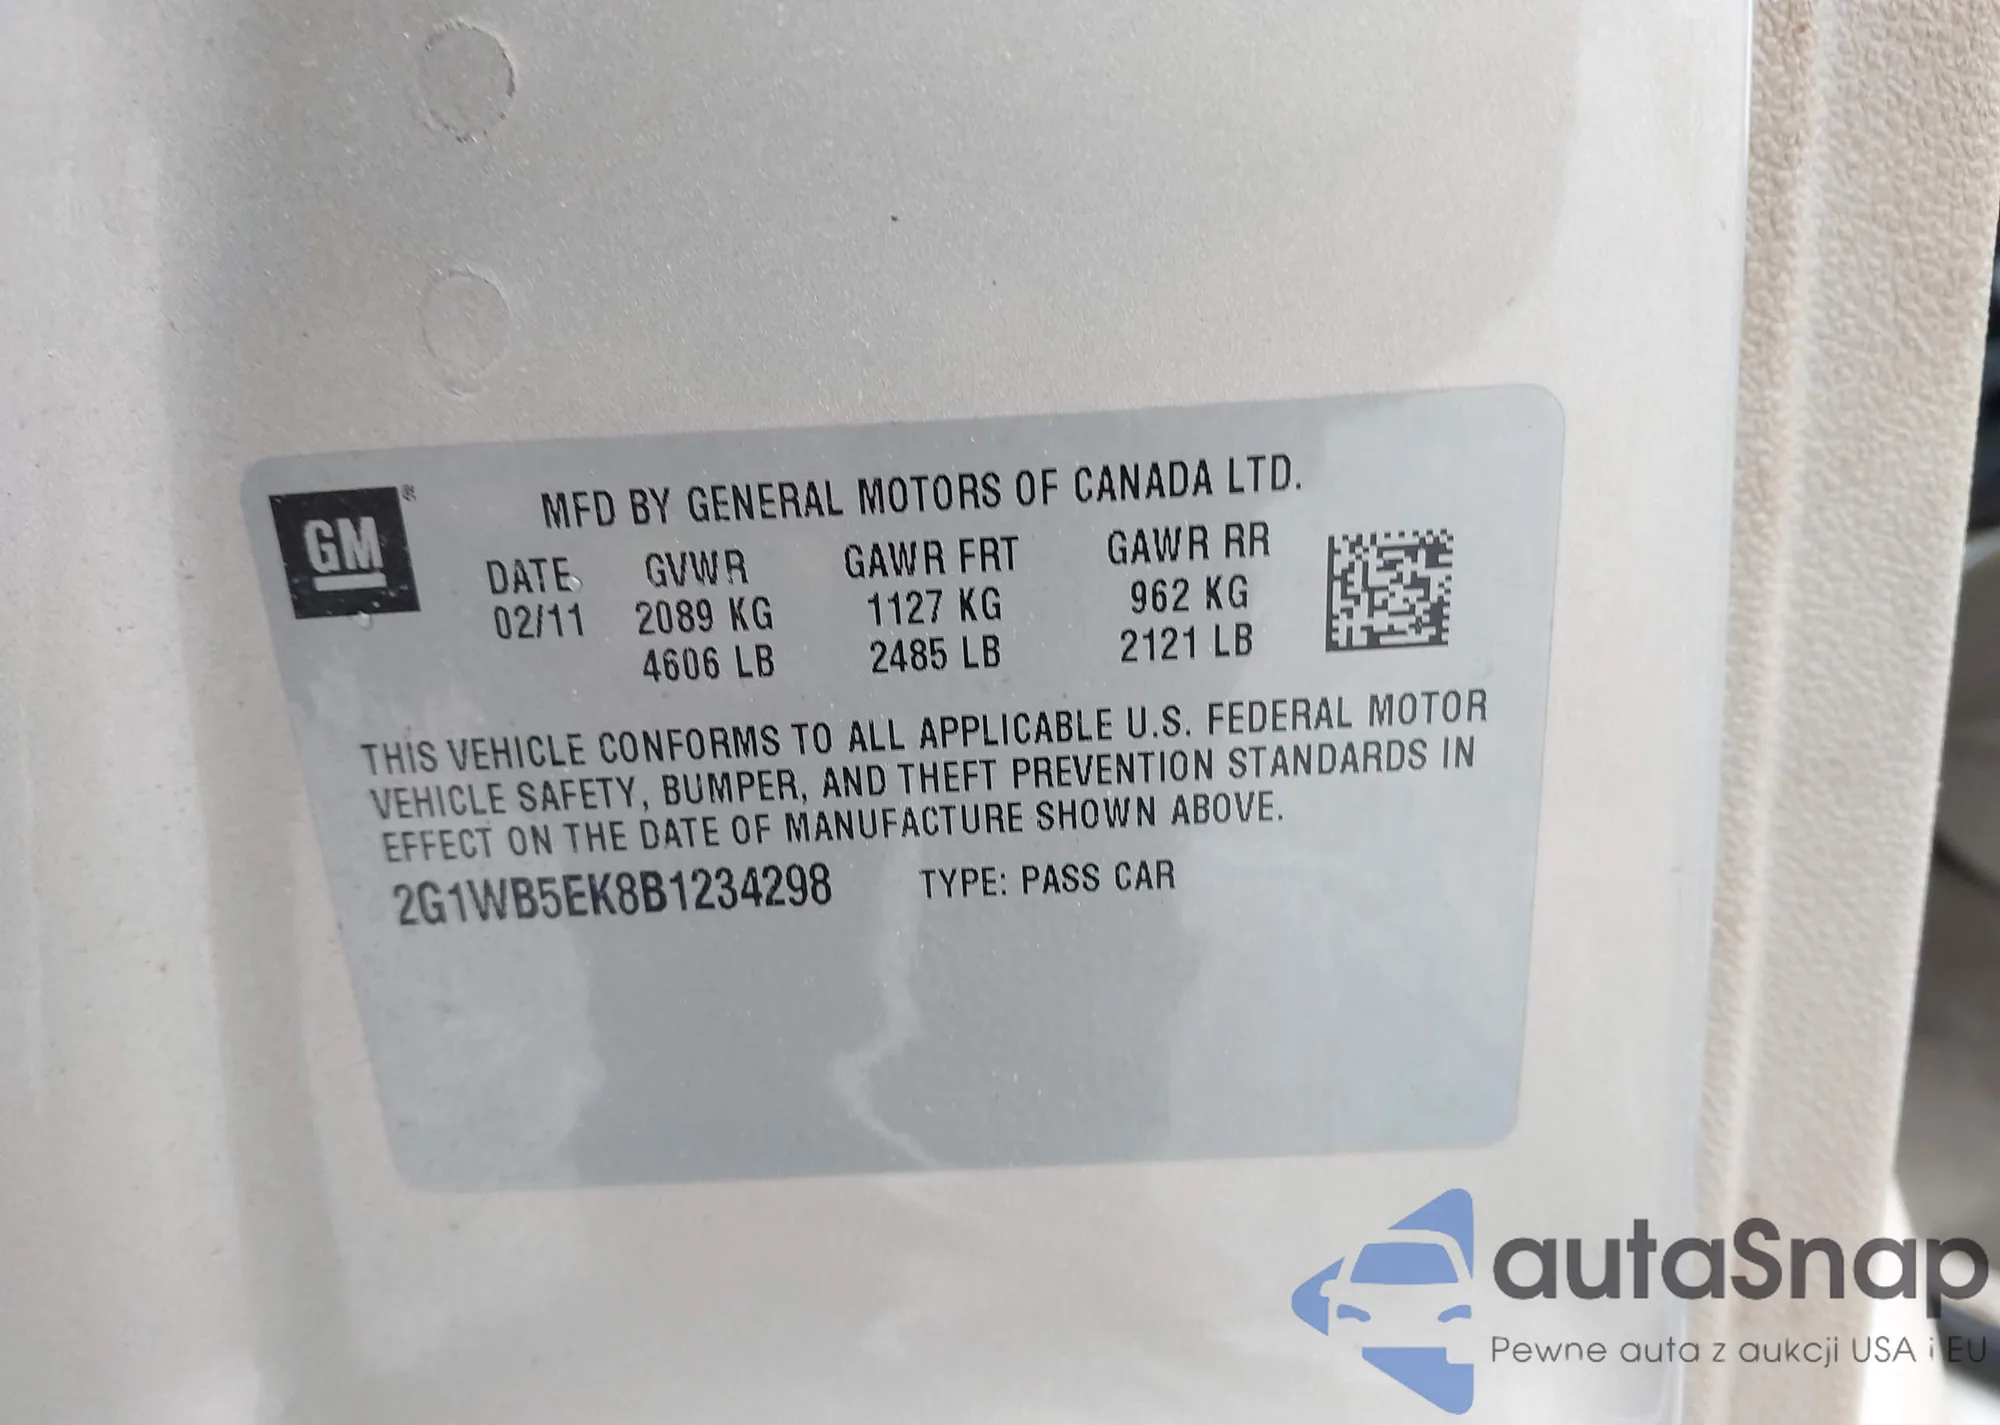 GM®
MFD BY GENERAL MOTORS OF CANADA LTD.
DATE GVWR GAWR FRT GAWR RR
02/11 2089 KG 1127 KG 962 KG
4606 LB 2485 LB 2121 LB
THIS VEHICLE CONFORMS TO ALL APPLICABLE U.S. FEDERAL MOTOR
VEHICLE SAFETY, BUMPER, AND THEFT PREVENTION STANDARDS IN
EFFECT ON THE DATE OF MANUFACTURE SHOWN ABOVE.
2G1WB5EK8B1234298 TYPE: PASS CAR
autaSnap
Pewne auta z aukcji USA i EU